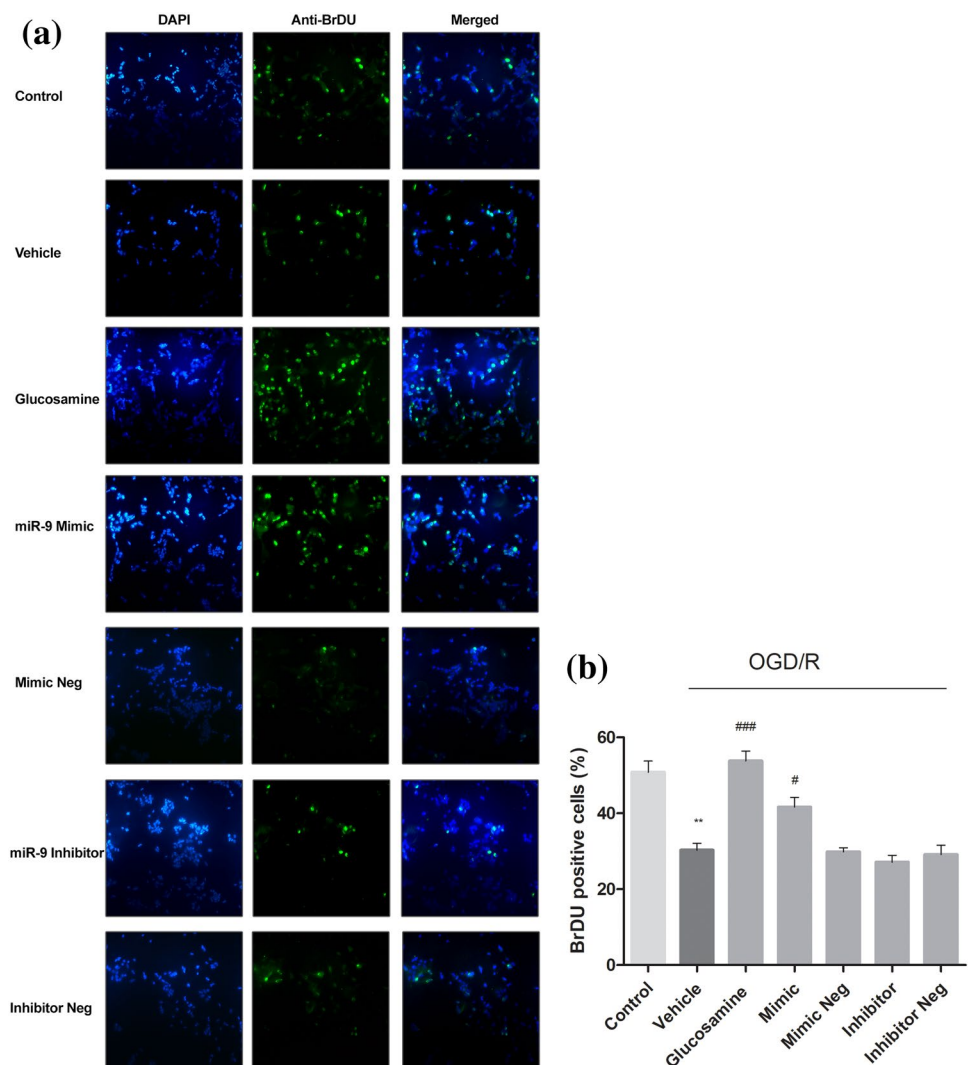 (a)
DAPI Anti-BrDU Merged
Control
Vehicle
Glucosamine
miR-9 Mimic
Mimic Neg
miR-9 Inhibitor
Inhibitor Neg
(b)
OGD/R
BrDU positive cells (%)
60
40
20
0
**
###
#
Control
Vehicle
Glucosamine
Mimic
Mimic Neg
Inhibitor
Inhibitor Neg